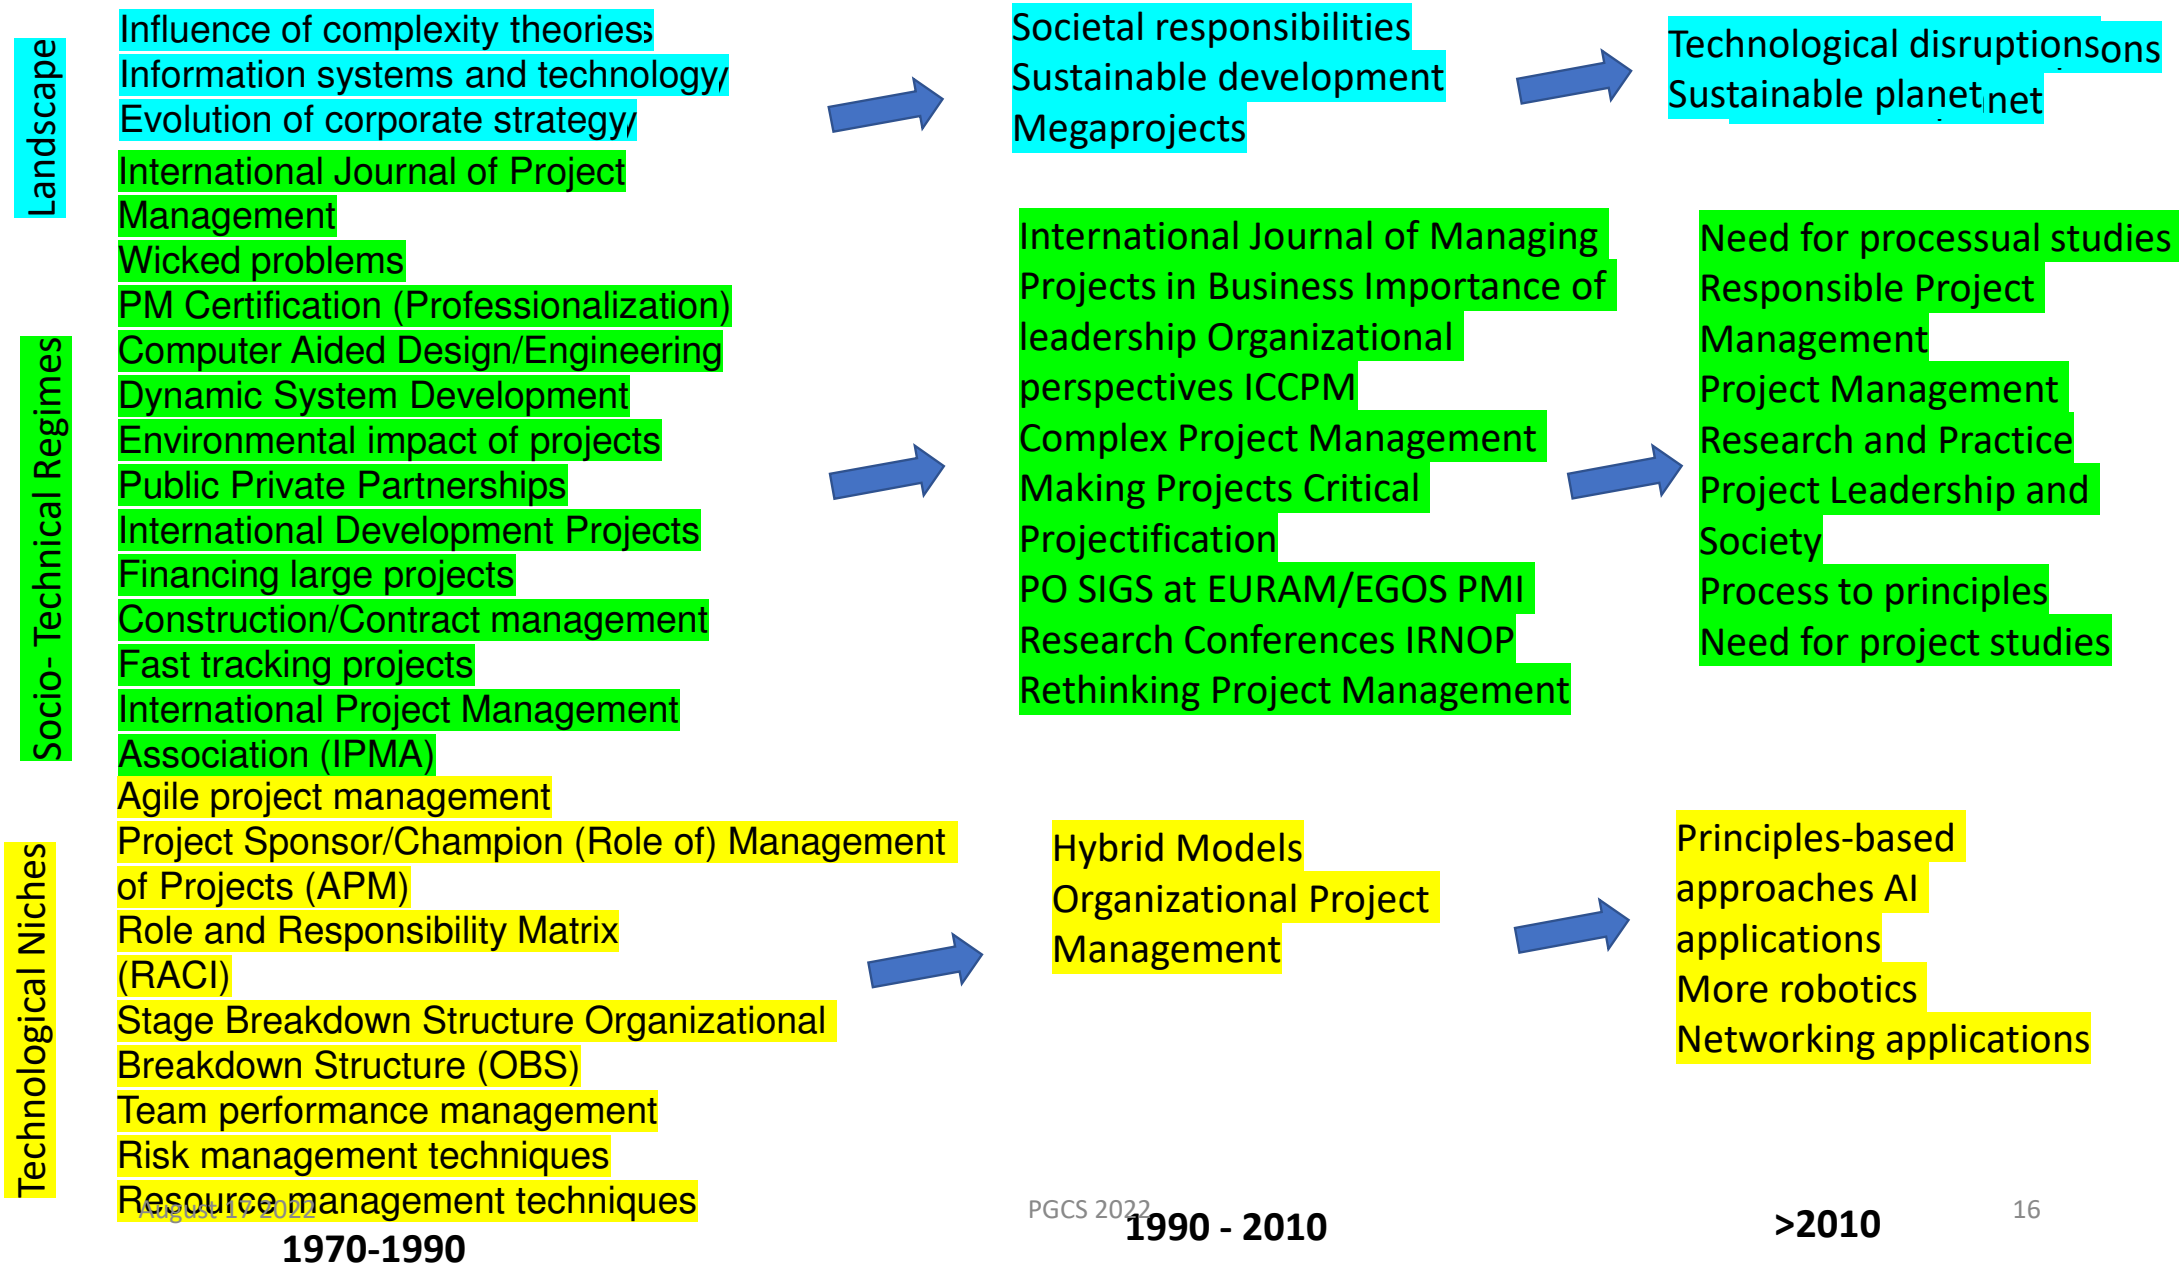 Landscape
Influence of complexity theoriess
Information systems and technology
Evolution of corporate strategy
Societal responsibilities
Sustainable development
Megaprojects
Technological disruptionsons
Sustainable planetnet
Socio- Technical Regimes
International Journal of Project
Management
Wicked problems
PM Certification (Professionalization)
Computer Aided Design/Engineering
Dynamic System Development
Environmental impact of projects
Public Private Partnerships
International Development Projects
Financing large projects
Construction/Contract management
Fast tracking projects
International Project Management
Association (IPMA)
International Journal of Managing
Projects in Business Importance of
leadership Organizational
perspectives ICCPM
Complex Project Management
Making Projects Critical
Projectification
PO SIGS at EURAM/EGOS PMI
Research Conferences IRNOP
Rethinking Project Management
Need for processual studies
Responsible Project
Management
Project Management
Research and Practice
Project Leadership and
Society
Process to principles
Need for project studies
Technological Niches
Agile project management
Project Sponsor/Champion (Role of) Management
of Projects (APM)
Role and Responsibility Matrix
(RACI)
Stage Breakdown Structure Organizational
Breakdown Structure (OBS)
Team performance management
Risk management techniques
Resource management techniques
Hybrid Models
Organizational Project
Management
Principles-based
approaches AI
applications
More robotics
Networking applications
August 17 2022
PGCS 2022
16
1970-1990
1990 - 2010
>2010